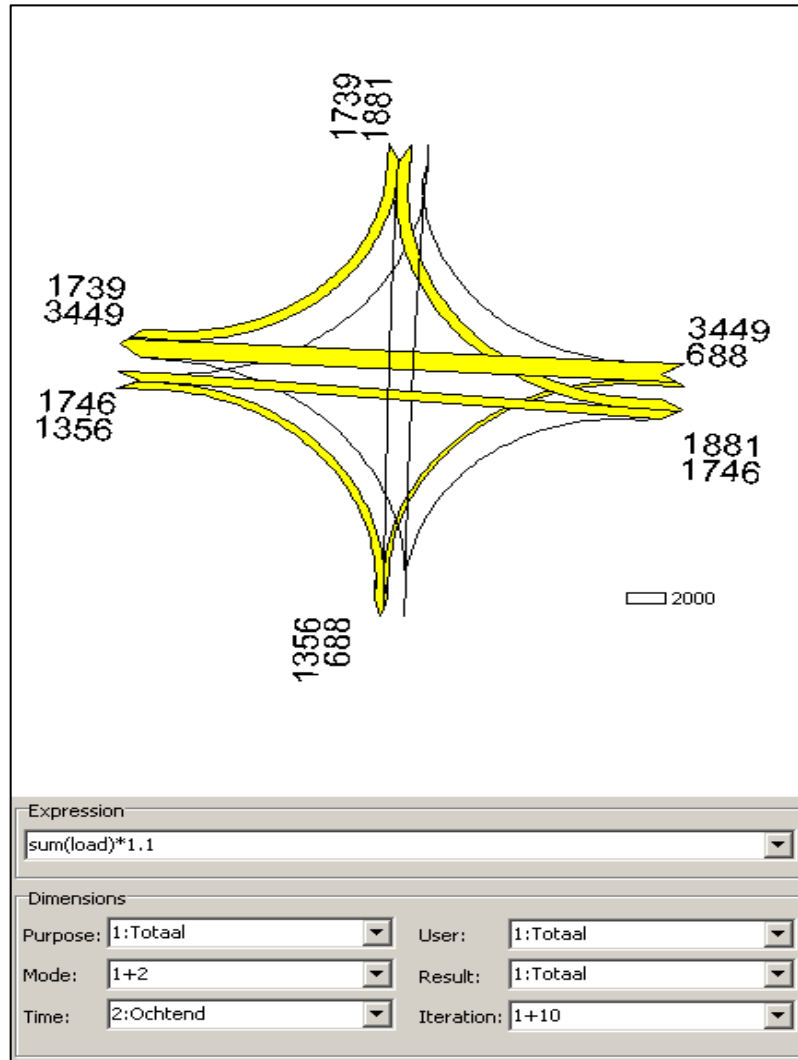 1739
1881
1739
3449
3449
688
1746
1356
1881
1746
2000
1356
688
Expression
sum(load)*1.1
Dimensions
Purpose: 1:Totaal User: 1:Totaal
Mode: 1+2 Result: 1:Totaal
Time: 2:Ochtend Iteration: 1+10